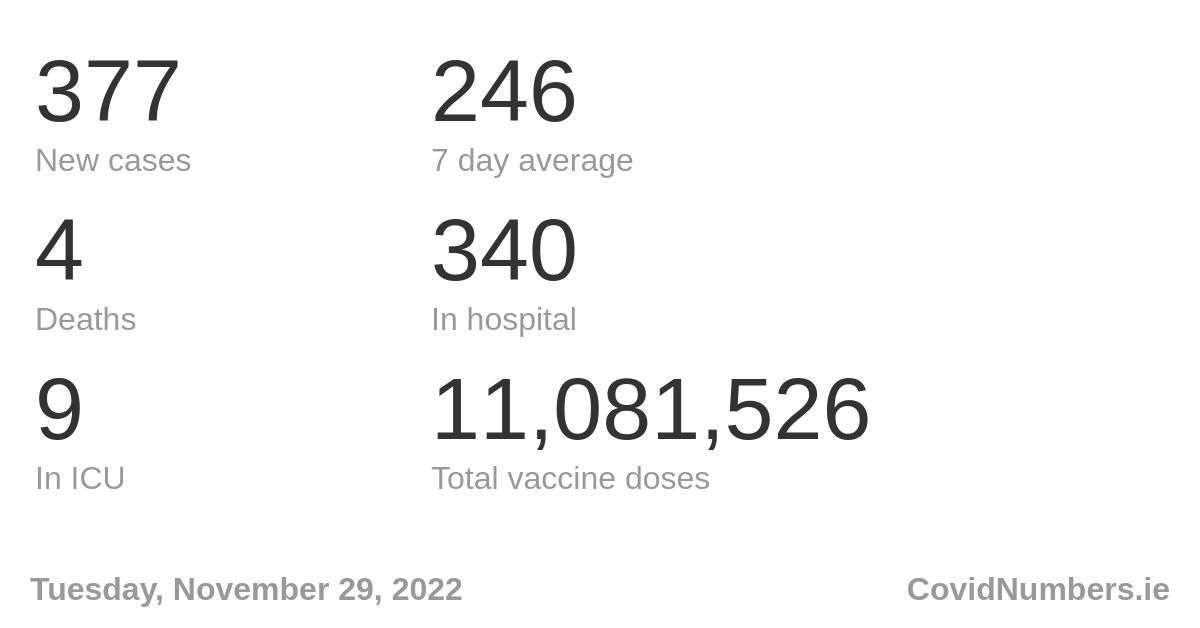 377
New cases
246
7 day average
4
Deaths
340
In hospital
9
In ICU
11,081,526
Total vaccine doses
Tuesday, November 29, 2022
CovidNumbers.ie